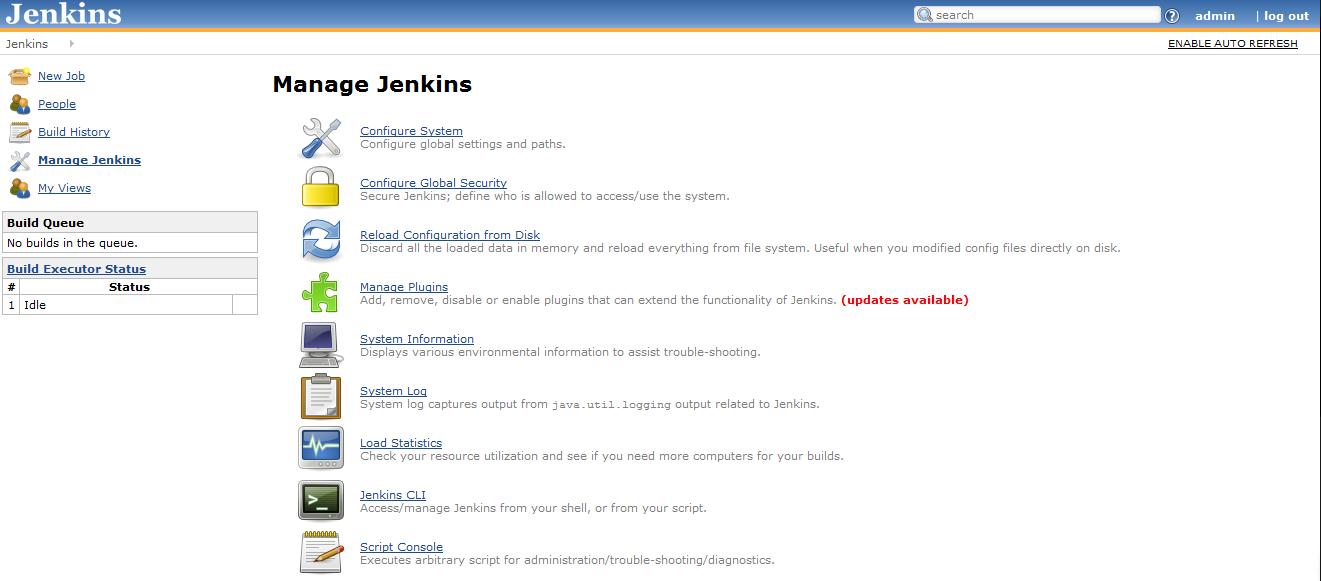 Jenkins
search
admin
| log out
Jenkins
ENABLE AUTO REFRESH
New Job
People
Build History
Manage Jenkins
My Views
Build Queue
No builds in the queue.
Build Executor Status
# Status
1 Idle
Manage Jenkins
Configure System
Configure global settings and paths.
Configure Global Security
Secure Jenkins; define who is allowed to access/use the system.
Reload Configuration from Disk
Discard all the loaded data in memory and reload everything from file system. Useful when you modified config files directly on disk.
Manage Plugins
Add, remove, disable or enable plugins that can extend the functionality of Jenkins. (updates available)
System Information
Displays various environmental information to assist trouble-shooting.
System Log
System log captures output from java.util.logging output related to Jenkins.
Load Statistics
Check your resource utilization and see if you need more computers for your builds.
Jenkins CLI
Access/manage Jenkins from your shell, or from your script.
Script Console
Executes arbitrary script for administration/trouble-shooting/diagnostics.